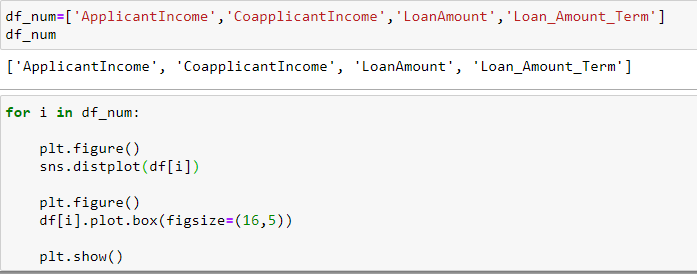 df_num=['ApplicantIncome','CoapplicantIncome','LoanAmount','Loan_Amount_Term']
df_num
['ApplicantIncome', 'CoapplicantIncome', 'LoanAmount', 'Loan_Amount_Term']
for i in df_num:
plt.figure()
sns.distplot(df[i])
plt.figure()
df[i].plot.box(figsize=(16,5))
plt.show()